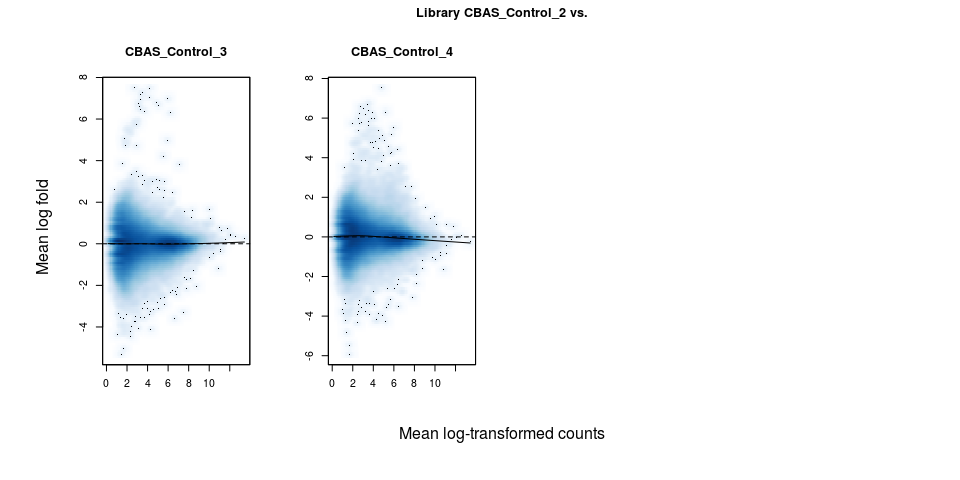 Library CBAS_Control_2 vs.
CBAS_Control_3
CBAS_Control_4
Mean log fold
8
6
4
2
0
-2
-4
0 2 4 6 8 10
8
6
4
2
0
-2
-4
-6
0 2 4 6 8 10
Mean log-transformed counts